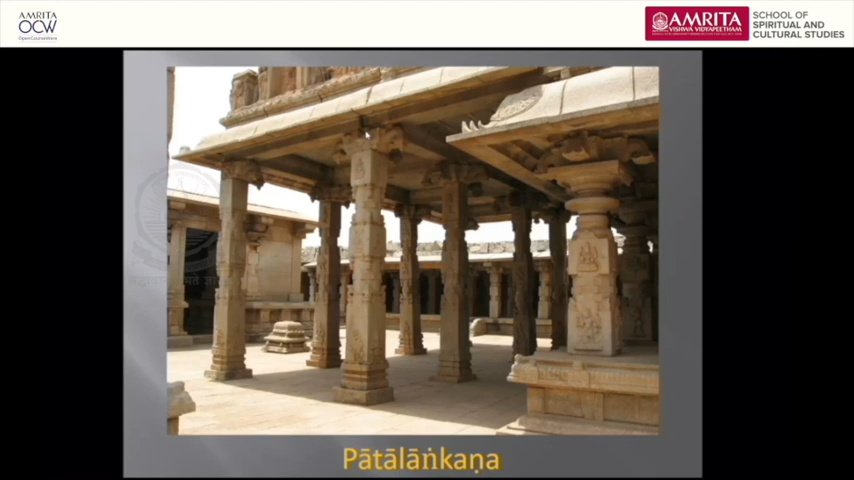 AMRITA
OCW
OpenCourseWare
AMRITA
VISHWA VIDYAPEETHAM
SCHOOL OF
SPIRITUAL AND
CULTURAL STUDIES
Pātālāṅkaṇa